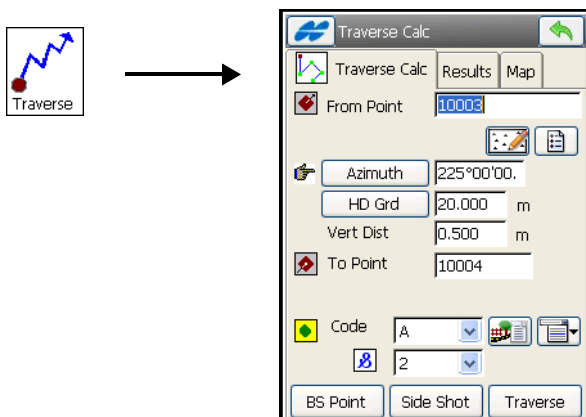 Traverse
Traverse Calc
Traverse Calc Results Map
From Point 10003
Azimuth 225°00'00.
HD Grd 20.000 m
Vert Dist 0.500 m
To Point 10004
Code A
2
BS Point Side Shot Traverse